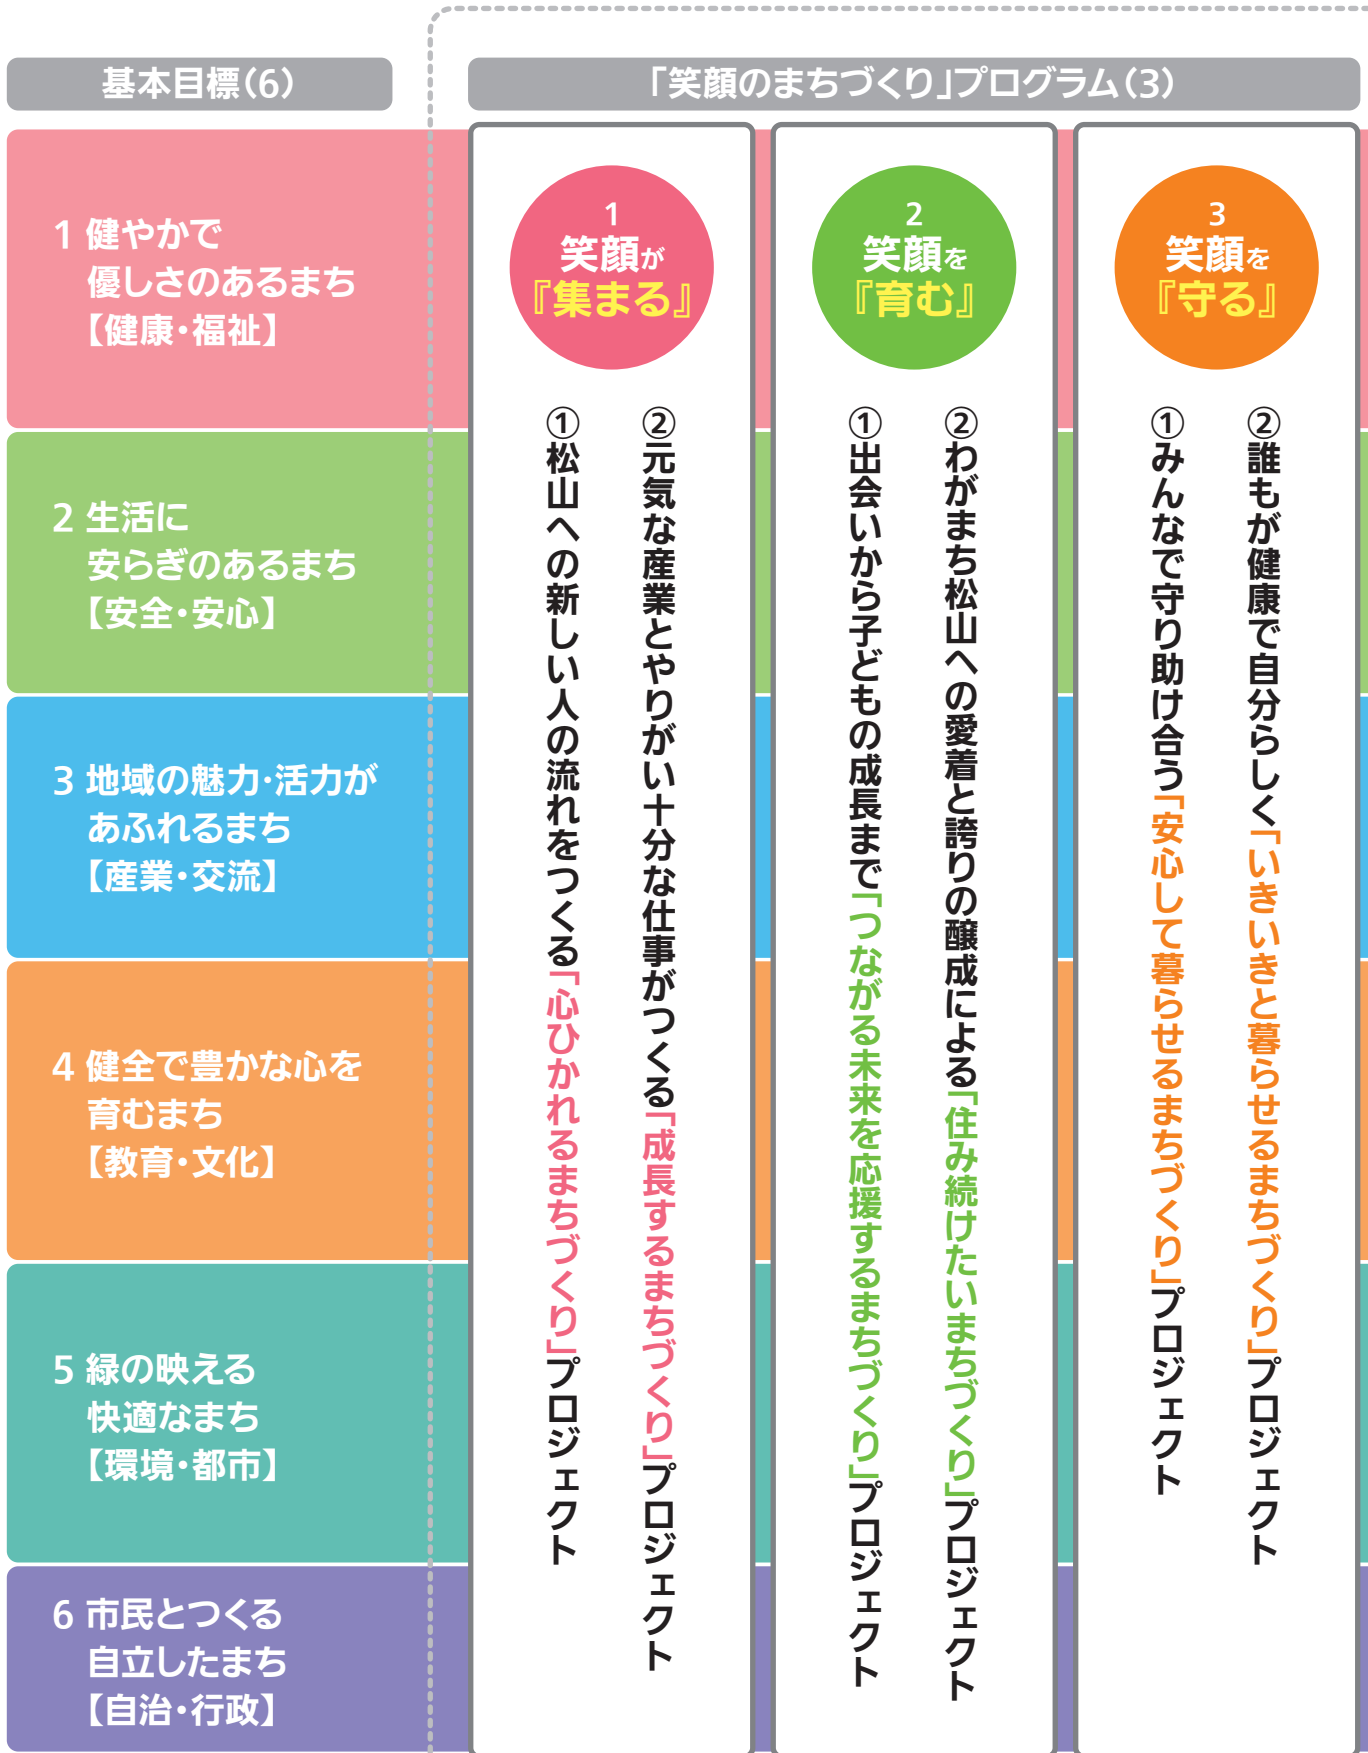 基本目標(6)
1 健やかで
優しさのあるまち
【健康・福祉】
2 生活に
安らぎのあるまち
【安全・安心】
3 地域の魅力・活力が
あふれるまち
【産業・交流】
4 健全で豊かな心を
育むまち
【教育・文化】
5 緑の映える
快適なまち
【環境・都市】
6 市民とつくる
自立したまち
【自治・行政】
「笑顔のまちづくり」プログラム(3)
1
笑顔が
『集まる』
①松山への新しい人の流れをつくる「心ひかれるまちづくり」プロジェクト
②元気な産業とやりがい十分な仕事がつくる「成長するまちづくり」プロジェクト
2
笑顔を
『育む』
①出会いから子どもの成長まで「つながる未来を応援するまちづくり」プロジェクト
②わがまち松山への愛着と誇りの醸成による「住み続けたいまちづくり」プロジェクト
3
笑顔を
『守る』
①みんなで守り助け合う「安心して暮らせるまちづくり」プロジェクト
②誰もが健康で自分らしく「いきいきと暮らせるまちづくり」プロジェクト